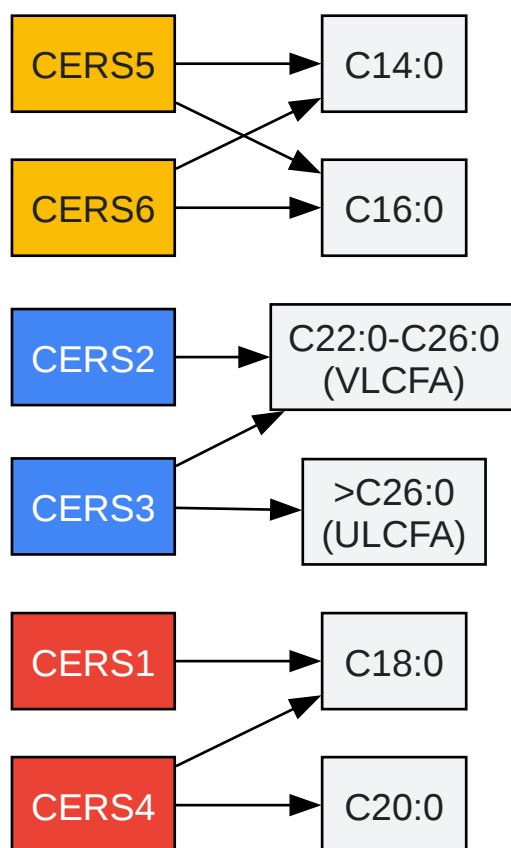 CERS5
C14:0
CERS6
C16:0
CERS2
C22:0-C26:0
(VLCFA)
CERS3
>C26:0
(ULCFA)
CERS1
C18:0
CERS4
C20:0